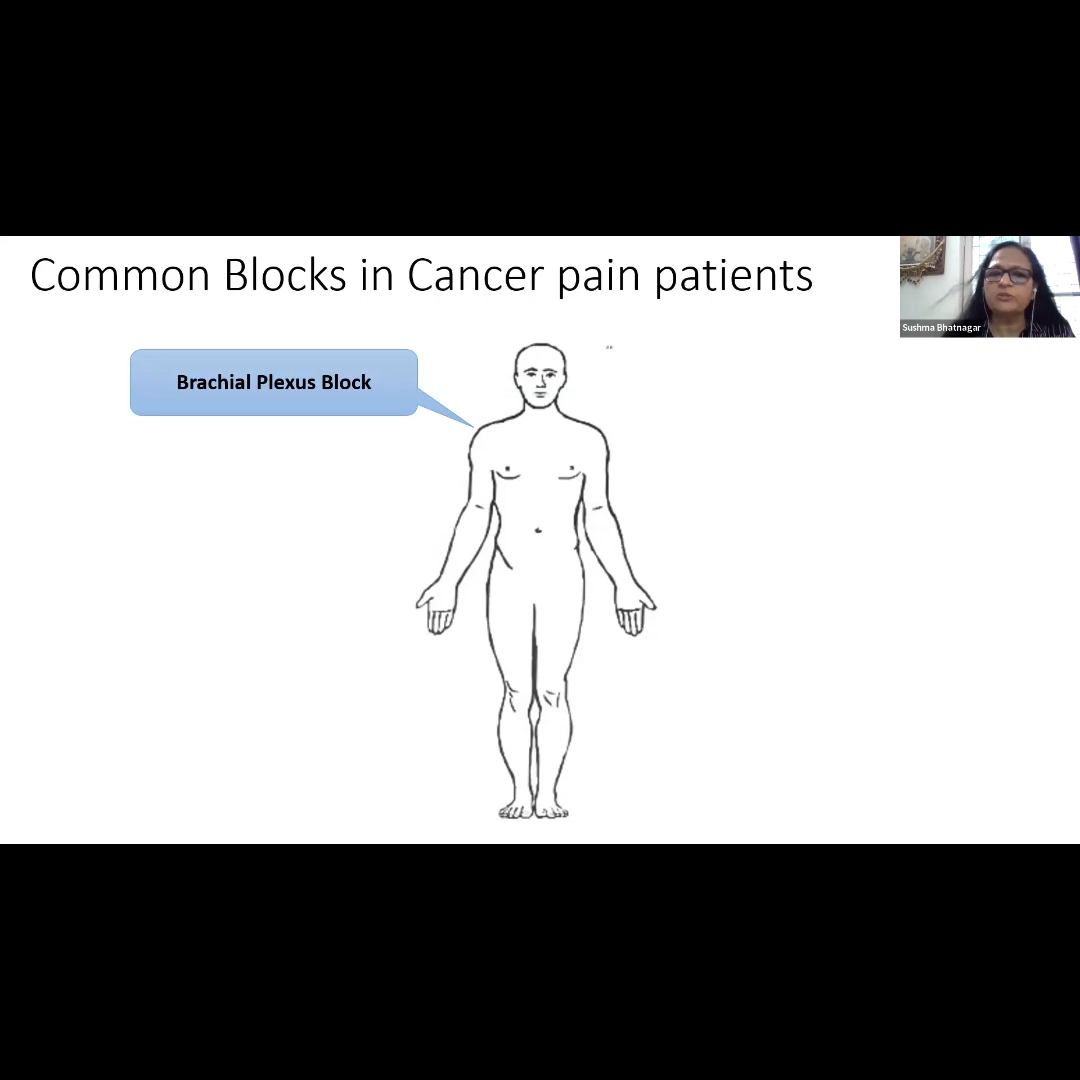 Common Blocks in Cancer pain patients
Sushma Bhatnagar
Brachial Plexus Block